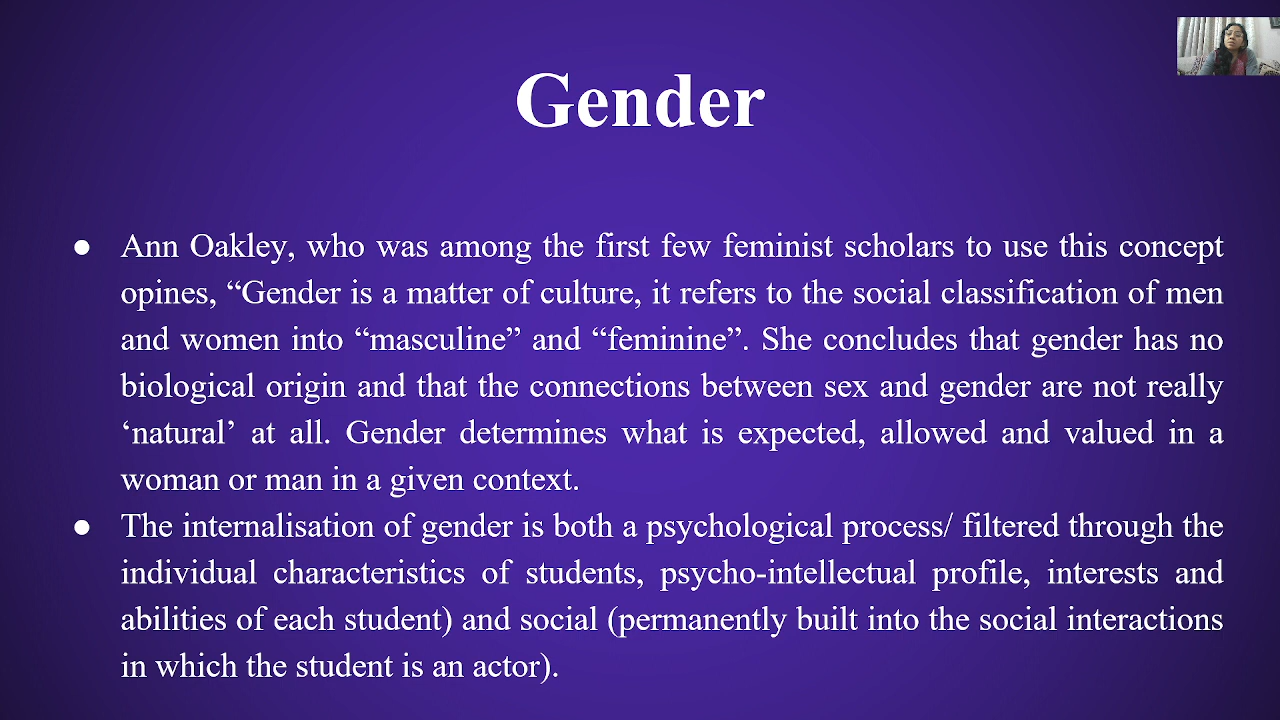 Gender
● Ann Oakley, who was among the first few feminist scholars to use this concept
opines, “Gender is a matter of culture, it refers to the social classification of men
and women into “masculine” and “feminine”. She concludes that gender has no
biological origin and that the connections between sex and gender are not really
‘natural’ at all. Gender determines what is expected, allowed and valued in a
woman or man in a given context.
● The internalisation of gender is both a psychological process/ filtered through the
individual characteristics of students, psycho-intellectual profile, interests and
abilities of each student) and social (permanently built into the social interactions
in which the student is an actor).